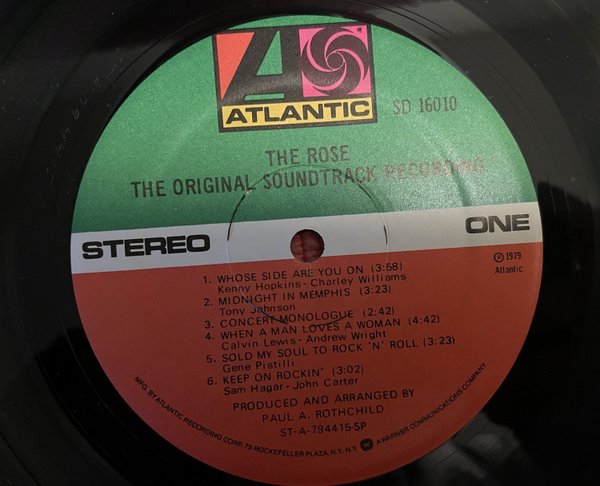 ATLANTIC
SD 16010
THE ROSE
THE ORIGINAL SOUNDTRACK RECORDING
STEREO
ONE
℗ 1979
Atlantic
1. WHOSE SIDE ARE YOU ON (3:58)
Kenny Hopkins - Charley Williams
2. MIDNIGHT IN MEMPHIS (3:23)
Tony Johnson
3. CONCERT MONOLOGUE (2:42)
4. WHEN A MAN LOVES A WOMAN (4:42)
Calvin Lewis - Andrew Wright
5. SOLD MY SOUL TO ROCK 'N' ROLL (3:23)
Gene Pistilli
6. KEEP ON ROCKIN' (3:02)
Sam Hagar - John Carter
PRODUCED AND ARRANGED BY
PAUL A. ROTHCHILD
ST-A-794415-SP
MFG. BY ATLANTIC RECORDING CORP., 75 ROCKEFELLER PLAZA, N.Y., N.Y. A WARNER COMMUNICATIONS COMPANY